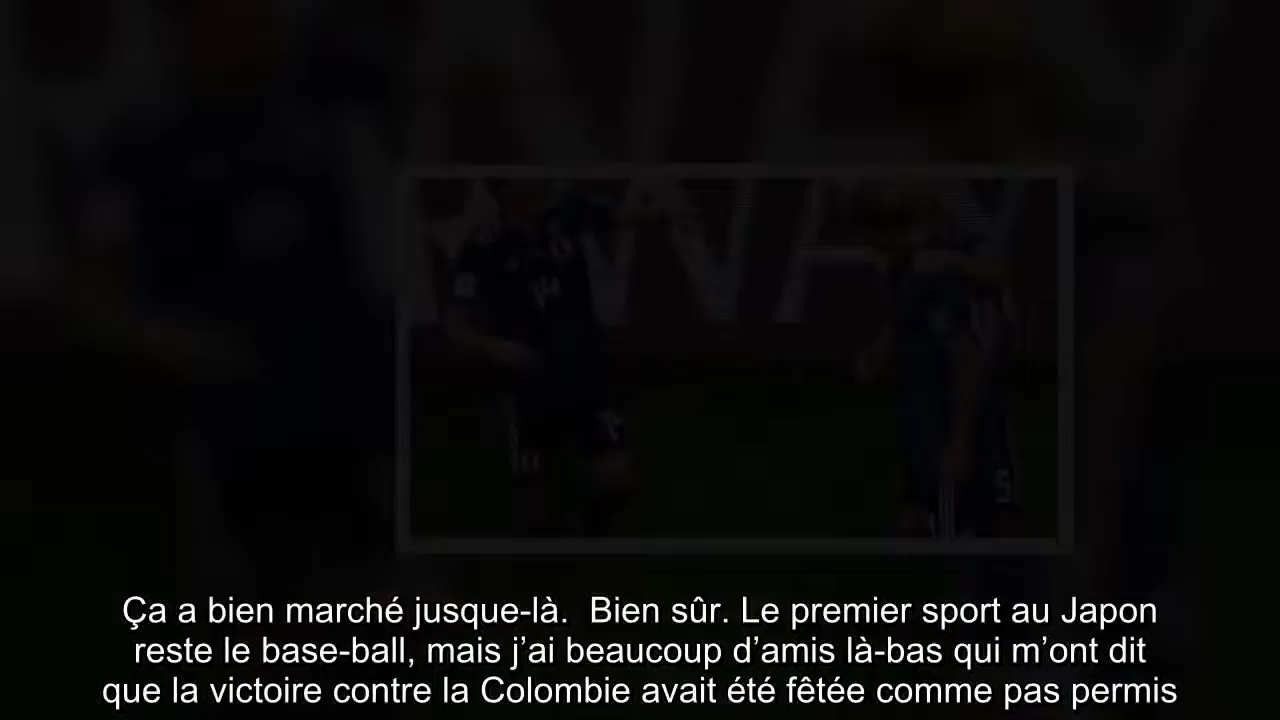 Ça a bien marché jusque-là.  Bien sûr. Le premier sport au Japon
reste le base-ball, mais j’ai beaucoup d’amis là-bas qui m’ont dit
que la victoire contre la Colombie avait été fêtée comme pas permis